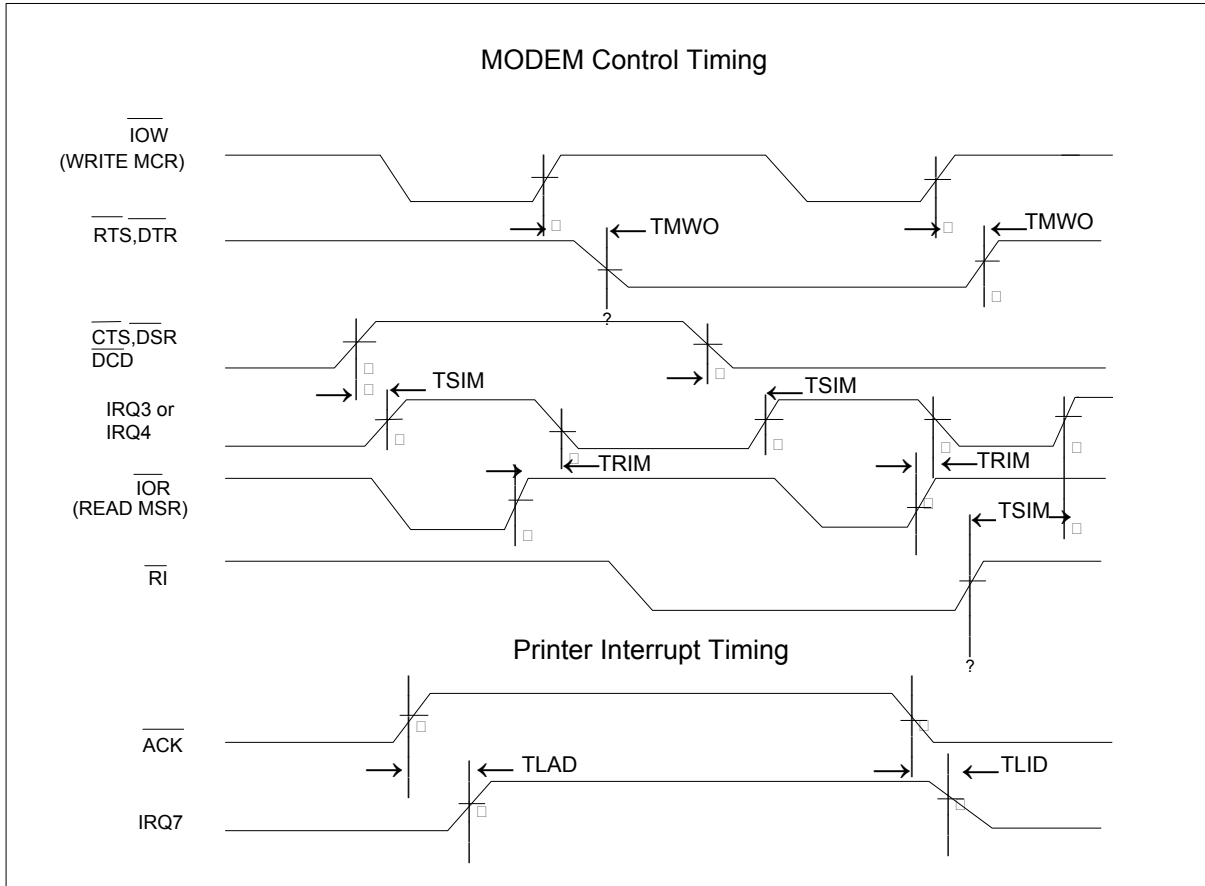 MODEM Control Timing
IOW
(WRITE MCR)
RTS,DTR
TMWO
TMWO
?
CTS,DSR
DCD
TSIM
TSIM
IRQ3 or
IRQ4
TRIM
TRIM
IOR
(READ MSR)
TSIM
RI
?
Printer Interrupt Timing
ACK
TLAD
TLID
IRQ7